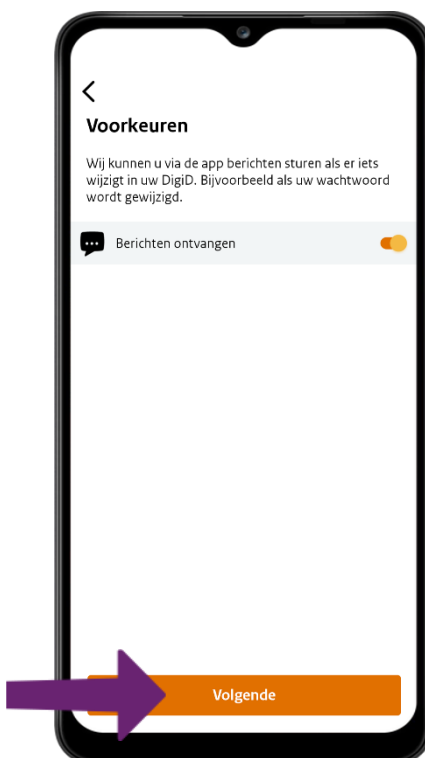 Voorkeuren
Wij kunnen u via de app berichten sturen als er iets
wijzigt in uw DigiD. Bijvoorbeeld als uw wachtwoord
wordt gewijzigd.
Berichten ontvangen
Volgende